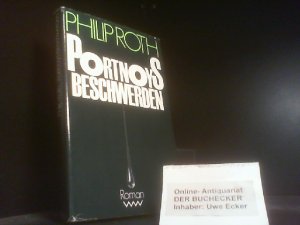 PHILIP ROTH
PORTNOYS
BESCHWERDEN
Roman
Online- Antiquariat
DER BUCHECKER
Inhaber: Uwe Ecker